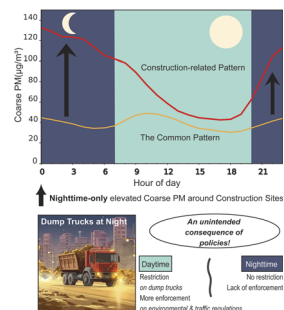 140
120
100
80
60
40
20
0
Coarse PM(µg/m³)
Construction-related Pattern
The Common Pattern
0 3 6 9 12 15 18 21
Hour of day
Nighttime-only elevated Coarse PM around Construction Sites
Dump Trucks at Night
An unintended
consequence of
policies!
Daytime
Restriction
on dump trucks
More enforcement
on environmental & traffic regulations
Nighttime
No restriction
Lack of enforcement